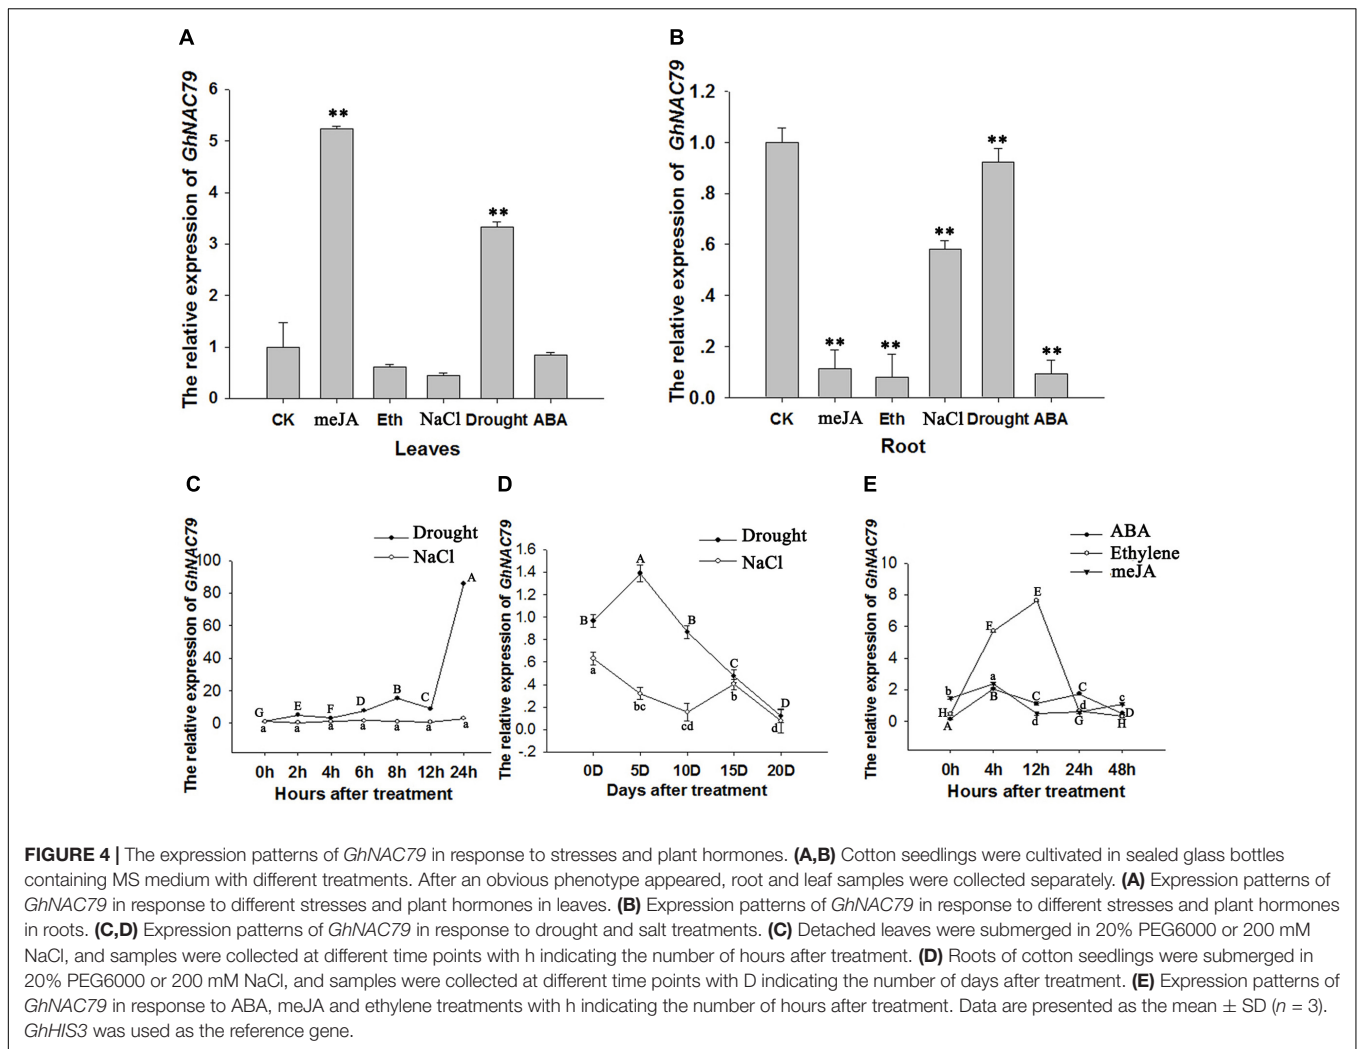 A
The relative expression of GhNAC79
6
5
4
3
2
1
0
**
**
CK meJA Eth NaCl Drought ABA
Leaves
B
The relative expression of GhNAC79
1.2
1.0
.8
.6
.4
.2
0.0
**
**
**
**
**
CK meJA Eth NaCl Drought ABA
Root
C
The relative expression of GhNAC79
Drought
NaCl
100
80
60
40
20
0
G E F D B C A
a a a a a a a
0h 2h 4h 6h 8h 12h 24h
Hours after treatment
D
The relative expression of GhNAC79
Drought
NaCl
1.6
1.4
1.2
1.0
.8
.6
.4
.2
0.0
-.2
B A B C D
a bc cd b d
0D 5D 10D 15D 20D
Days after treatment
E
The relative expression of GhNAC79
ABA
Ethylene
meJA
10
8
6
4
2
0
E
F
b a C C c
H B d D
A d G H
0h 4h 12h 24h 48h
Hours after treatment
FIGURE 4 | The expression patterns of GhNAC79 in response to stresses and plant hormones. (A,B) Cotton seedlings were cultivated in sealed glass bottles
containing MS medium with different treatments. After an obvious phenotype appeared, root and leaf samples were collected separately. (A) Expression patterns of
GhNAC79 in response to different stresses and plant hormones in leaves. (B) Expression patterns of GhNAC79 in response to different stresses and plant hormones
in roots. (C,D) Expression patterns of GhNAC79 in response to drought and salt treatments. (C) Detached leaves were submerged in 20% PEG6000 or 200 mM
NaCl, and samples were collected at different time points with h indicating the number of hours after treatment. (D) Roots of cotton seedlings were submerged in
20% PEG6000 or 200 mM NaCl, and samples were collected at different time points with D indicating the number of days after treatment. (E) Expression patterns of
GhNAC79 in response to ABA, meJA and ethylene treatments with h indicating the number of hours after treatment. Data are presented as the mean ± SD (n = 3).
GhHIS3 was used as the reference gene.